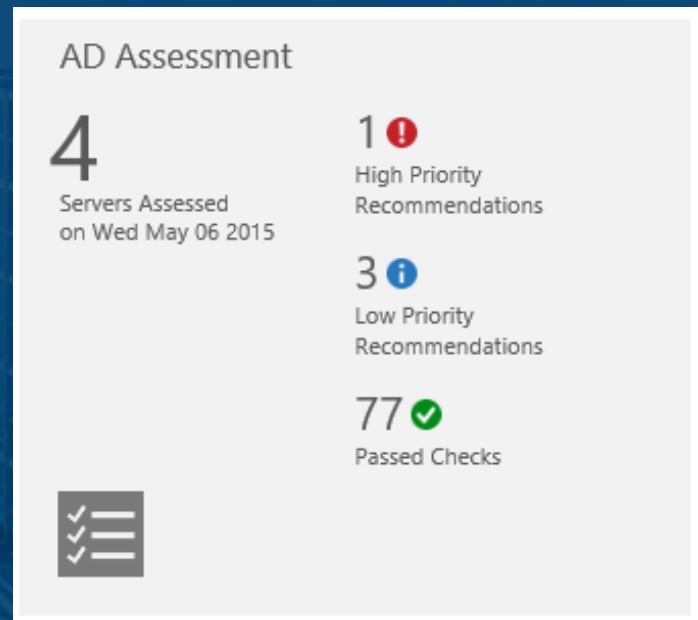 AD Assessment
4
Servers Assessed
on Wed May 06 2015
1
High Priority
Recommendations
3
Low Priority
Recommendations
77
Passed Checks